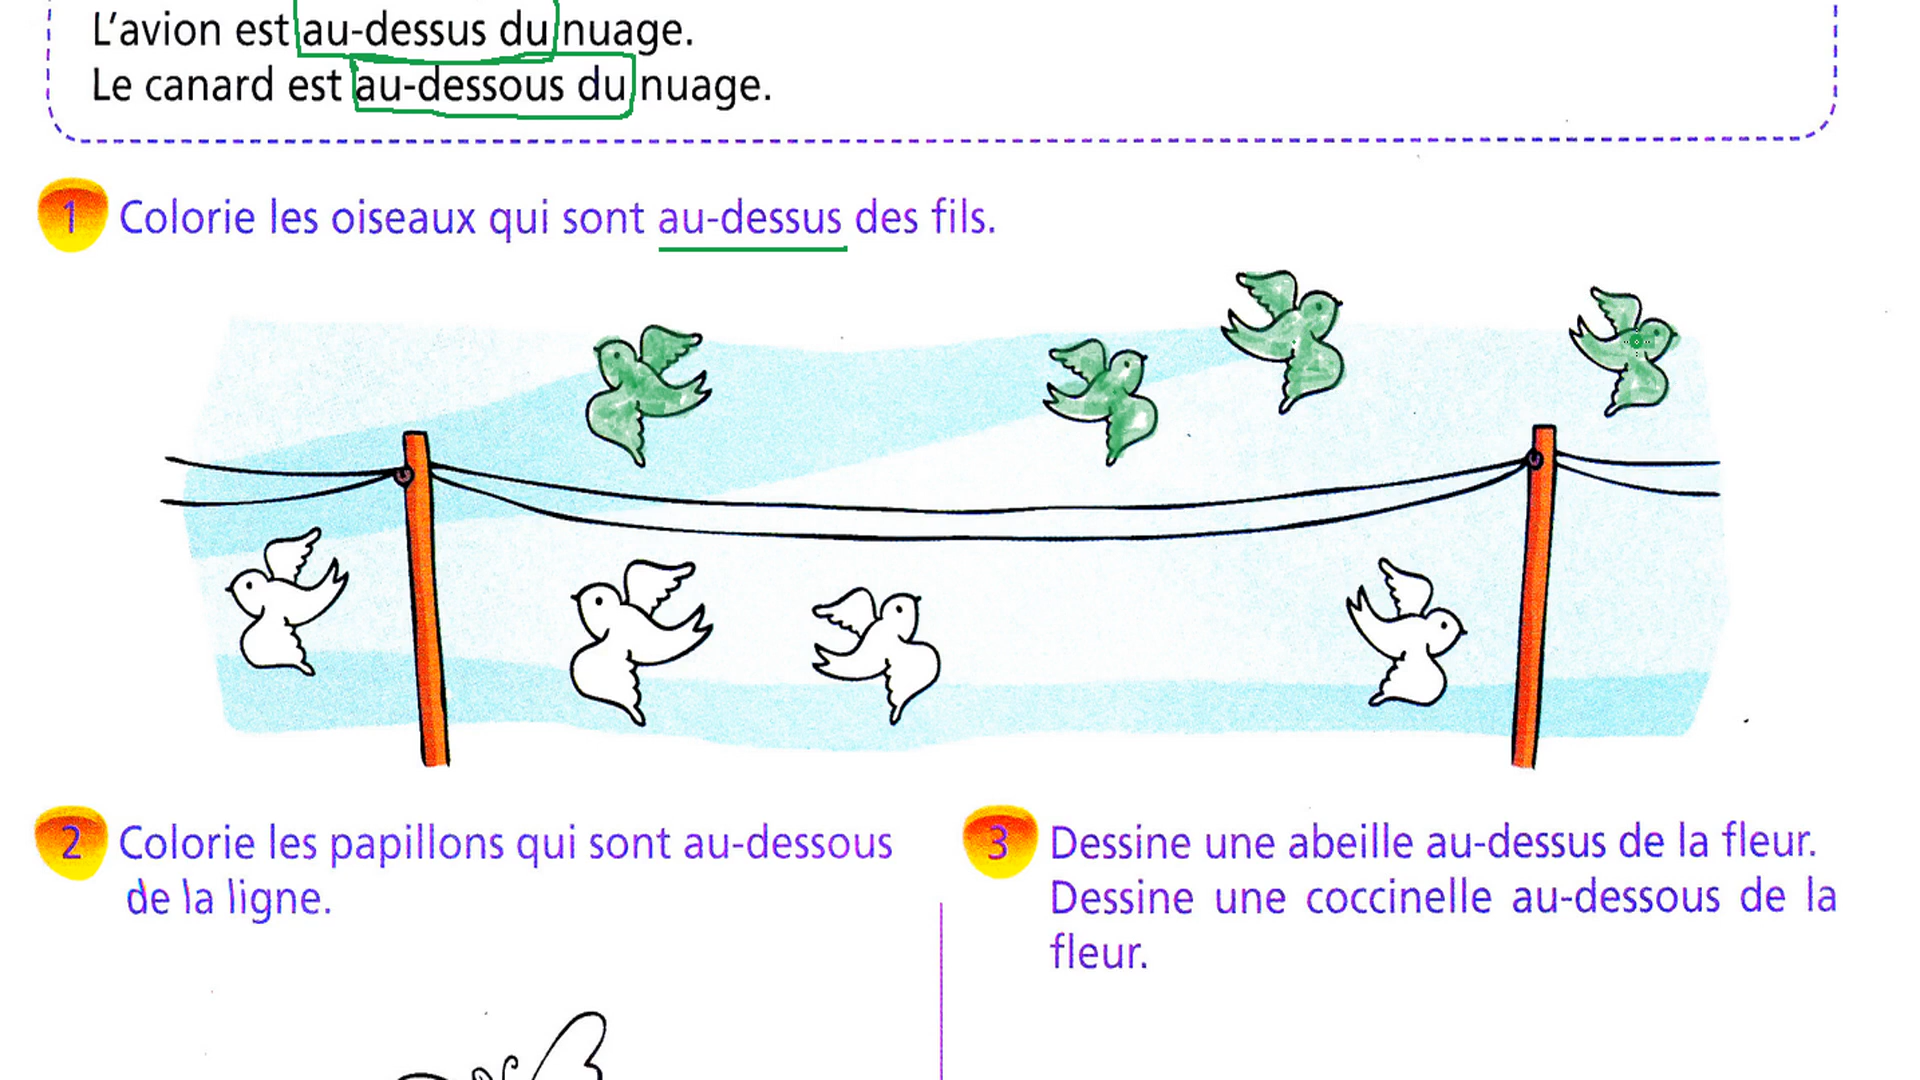 L'avion est au-dessus du nuage.
Le canard est au-dessous du nuage.
1 Colorie les oiseaux qui sont au-dessus des fils.
2 Colorie les papillons qui sont au-dessous
de la ligne.
3 Dessine une abeille au-dessus de la fleur.
Dessine une coccinelle au-dessous de la
fleur.